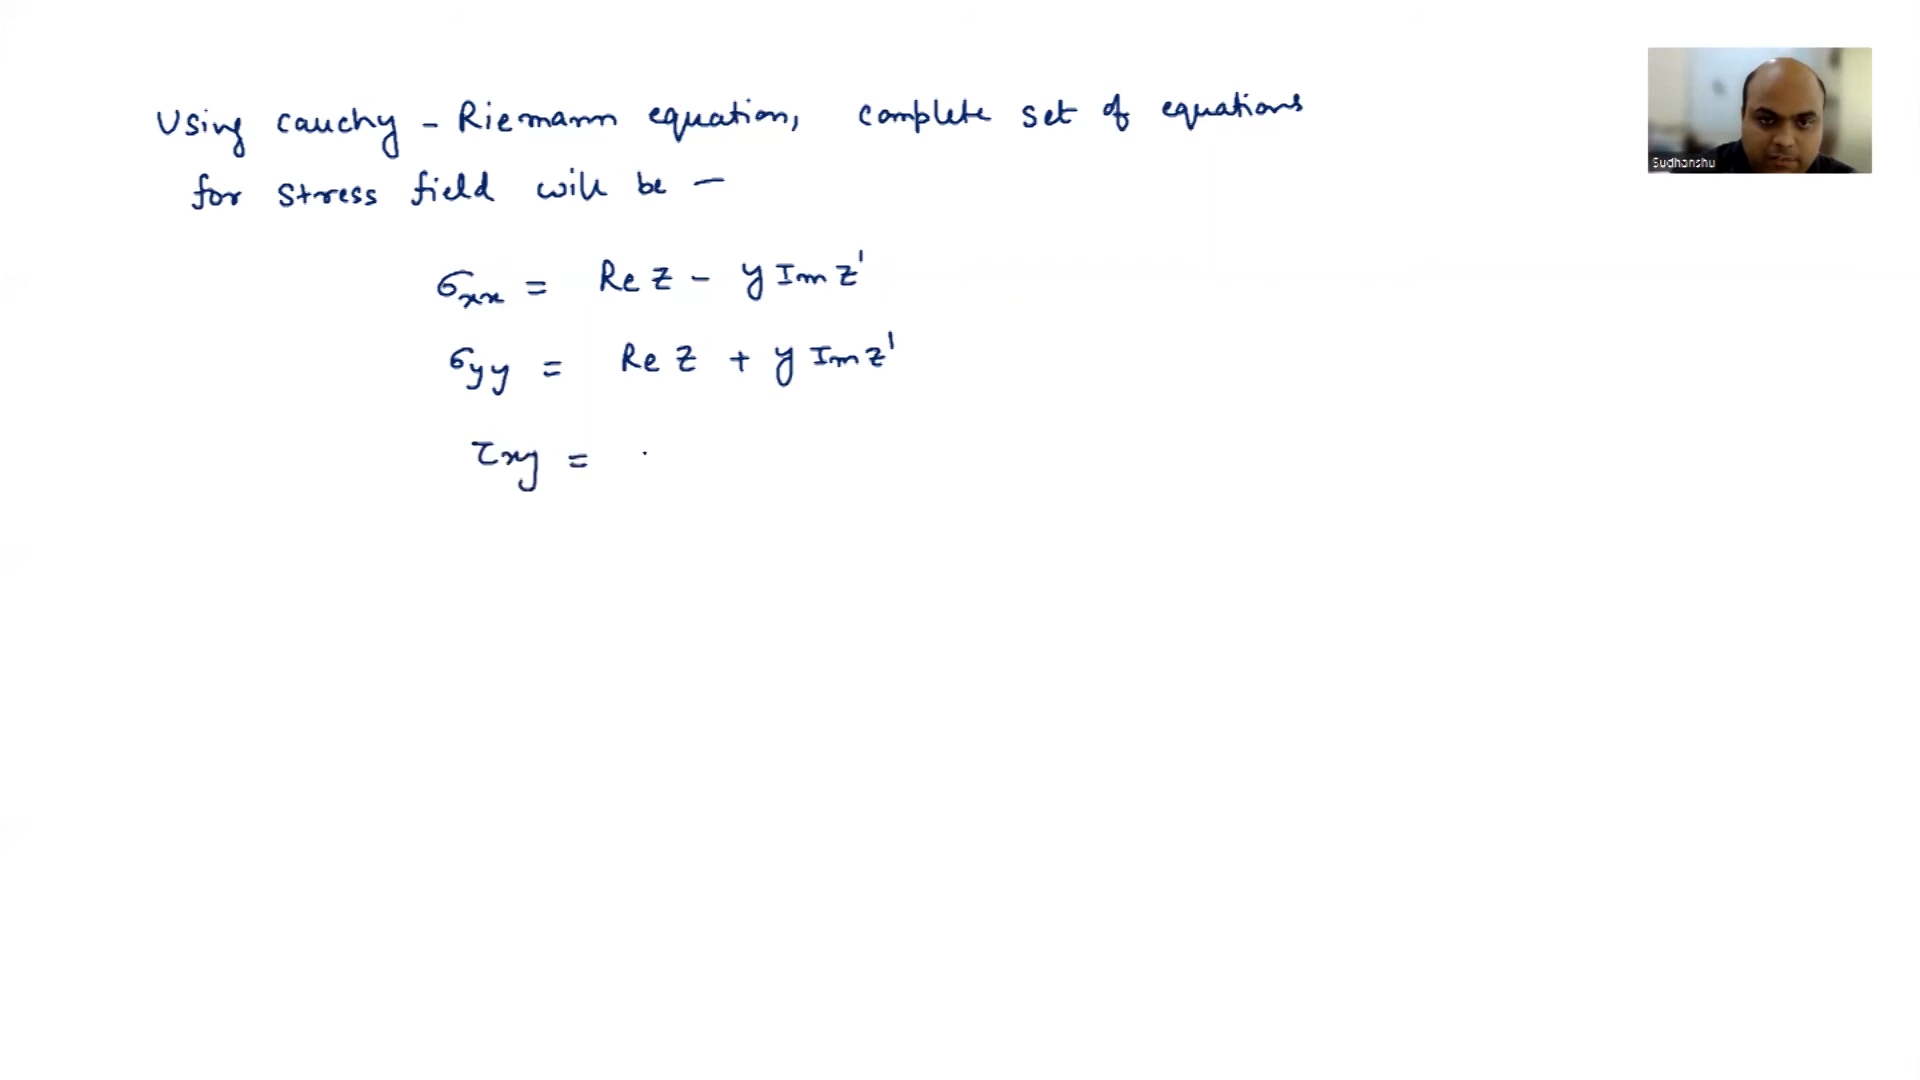 Using cauchy - Riemann equation, complete set of equations
for stress field will be —
σxx = Re z - y Im z'
σyy = Re z + y Im z'
τxy =
Sudhanshu